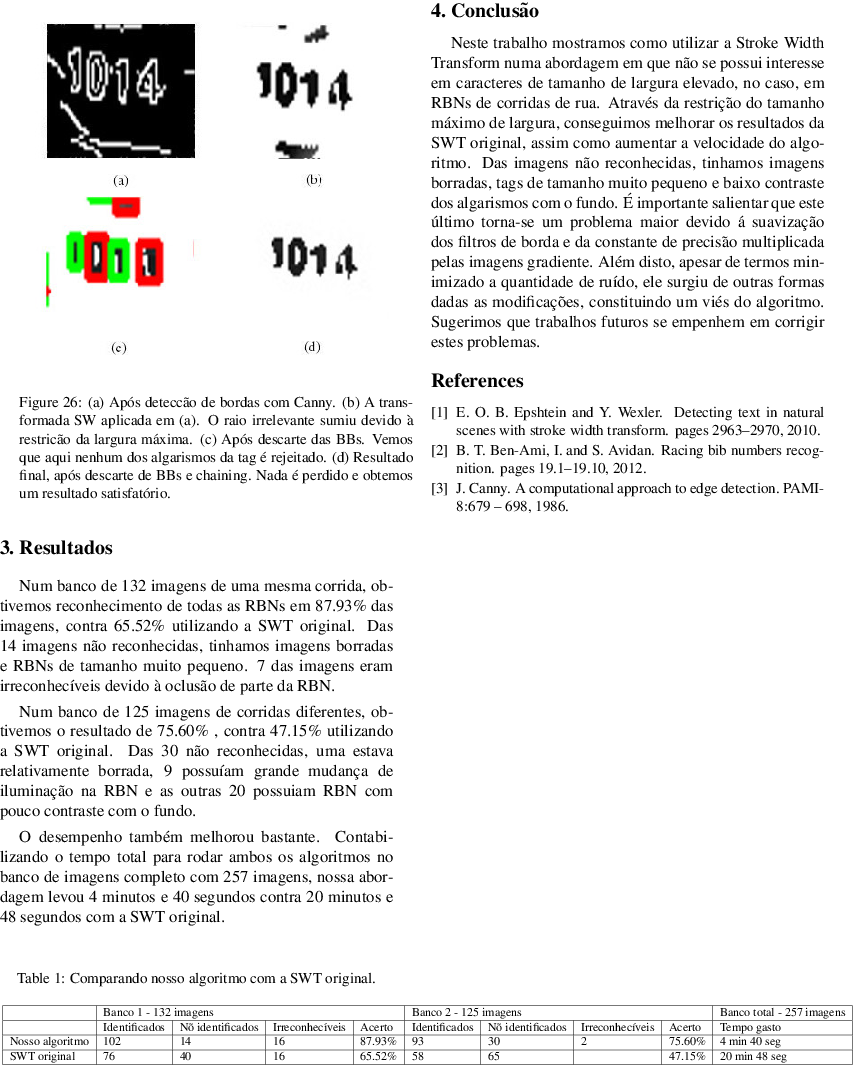 1014
1014
(a)
(b)
1011
1014
(c)
(d)
Figure 26: (a) Após deteccão de bordas com Canny. (b) A trans-
formada SW aplicada em (a). O raio irrelevante sumiu devido à
restricão da largura máxima. (c) Após descarte das BBs. Vemos
que aqui nenhum dos algarismos da tag é rejeitado. (d) Resultado
final, após descarte de BBs e chaining. Nada é perdido e obtemos
um resultado satisfatório.
3. Resultados
Num banco de 132 imagens de uma mesma corrida, ob-
tivemos reconhecimento de todas as RBNs em 87.93% das
imagens, contra 65.52% utilizando a SWT original. Das
14 imagens não reconhecidas, tinhamos imagens borradas
e RBNs de tamanho muito pequeno. 7 das imagens eram
irreconhecíveis devido à oclusão de parte da RBN.
Num banco de 125 imagens de corridas diferentes, ob-
tivemos o resultado de 75.60% , contra 47.15% utilizando
a SWT original. Das 30 não reconhecidas, uma estava
relativamente borrada, 9 possuíam grande mudança de
iluminação na RBN e as outras 20 possuiam RBN com
pouco contraste com o fundo.
O desempenho também melhorou bastante. Contabi-
lizando o tempo total para rodar ambos os algoritmos no
banco de imagens completo com 257 imagens, nossa abor-
dagem levou 4 minutos e 40 segundos contra 20 minutos e
48 segundos com a SWT original.
4. Conclusão
Neste trabalho mostramos como utilizar a Stroke Width
Transform numa abordagem em que não se possui interesse
em caracteres de tamanho de largura elevado, no caso, em
RBNs de corridas de rua. Através da restrição do tamanho
máximo de largura, conseguimos melhorar os resultados da
SWT original, assim como aumentar a velocidade do algo-
ritmo. Das imagens não reconhecidas, tinhamos imagens
borradas, tags de tamanho muito pequeno e baixo contraste
dos algarismos com o fundo. É importante salientar que este
último torna-se um problema maior devido á suavização
dos filtros de borda e da constante de precisão multiplicada
pelas imagens gradiente. Além disto, apesar de termos min-
imizado a quantidade de ruído, ele surgiu de outras formas
dadas as modificações, constituindo um viés do algoritmo.
Sugerimos que trabalhos futuros se empenhem em corrigir
estes problemas.
References
[1] E. O. B. Epshtein and Y. Wexler. Detecting text in natural
scenes with stroke width transform. pages 2963–2970, 2010.
[2] B. T. Ben-Ami, I. and S. Avidan. Racing bib numbers recog-
nition. pages 19.1–19.10, 2012.
[3] J. Canny. A computational approach to edge detection. PAMI-
8:679 – 698, 1986.
Table 1: Comparando nosso algoritmo com a SWT original.
Banco 1 - 132 imagens Banco 2 - 125 imagens Banco total - 257 imagens
Identificados Nõ identificados Irreconhecíveis Acerto Identificados Nõ identificados Irreconhecíveis Acerto Tempo gasto
Nosso algoritmo 102 14 16 87.93% 93 30 2 75.60% 4 min 40 seg
SWT original 76 40 16 65.52% 58 65 47.15% 20 min 48 seg